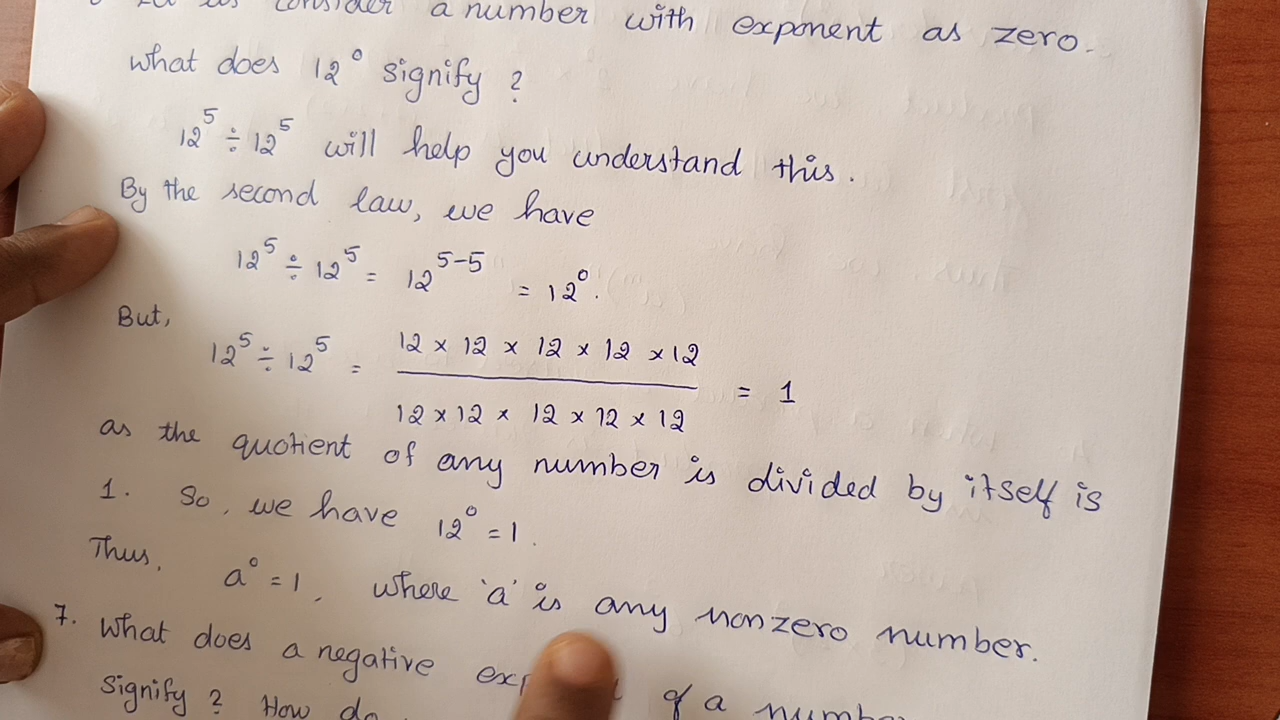 consider a number with exponent as zero.
What does 12⁰ signify ?
12⁵ ÷ 12⁵ will help you understand this.
By the second law, we have
12⁵ ÷ 12⁵ = 12⁵⁻⁵ = 12⁰.
But,
12⁵ ÷ 12⁵ = 12 × 12 × 12 × 12 × 12 / 12 × 12 × 12 × 12 × 12 = 1
as the quotient of any number is divided by itself is
1. So, we have 12⁰ = 1.
Thus,
a⁰ = 1, where 'a' is any nonzero number.
7. What does a negative of a
Signify ? How do